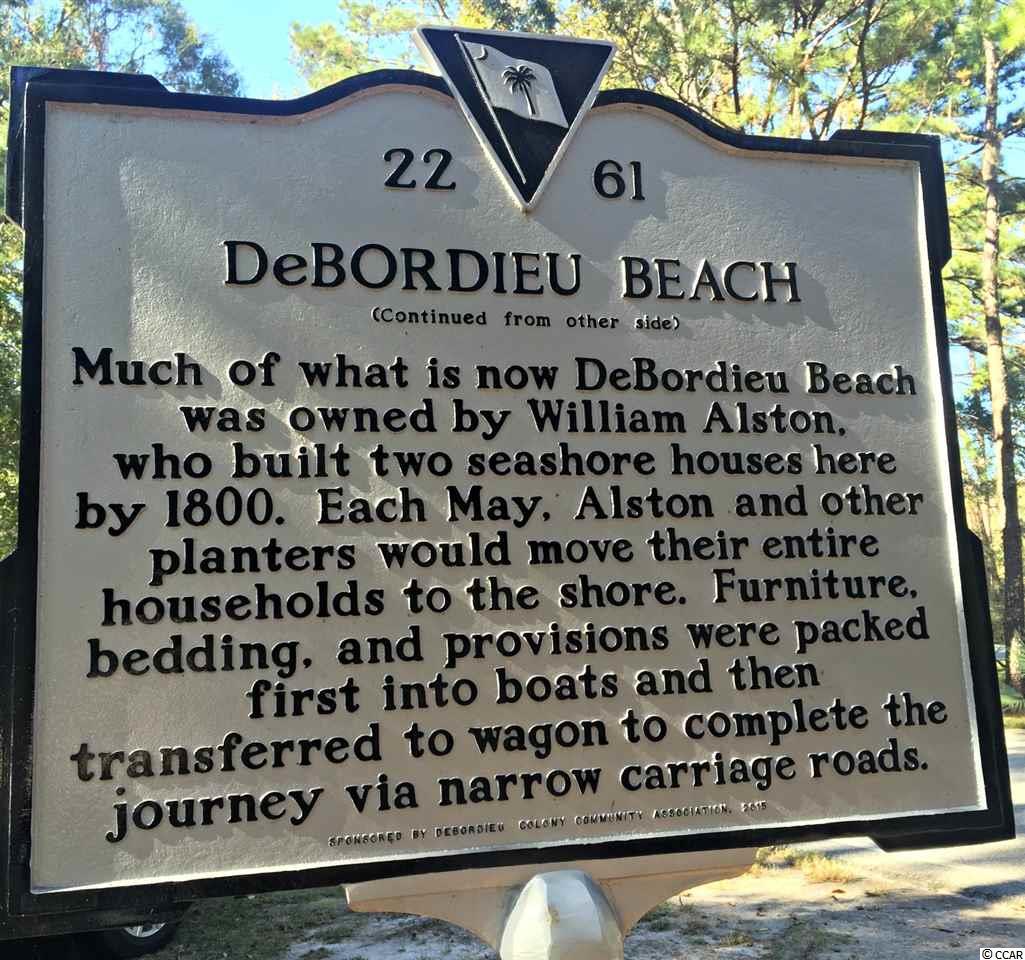 22 61
DeBORDIEU BEACH
(Continued from other side)
Much of what is now DeBordieu Beach
was owned by William Alston,
who built two seashore houses here
by 1800. Each May, Alston and other
planters would move their entire
households to the shore. Furniture,
bedding, and provisions were packed
first into boats and then
transferred to wagon to complete the
journey via narrow carriage roads.
SPONSORED BY DEBORDIEU COLONY COMMUNITY ASSOCIATION, 2015
© CCAR